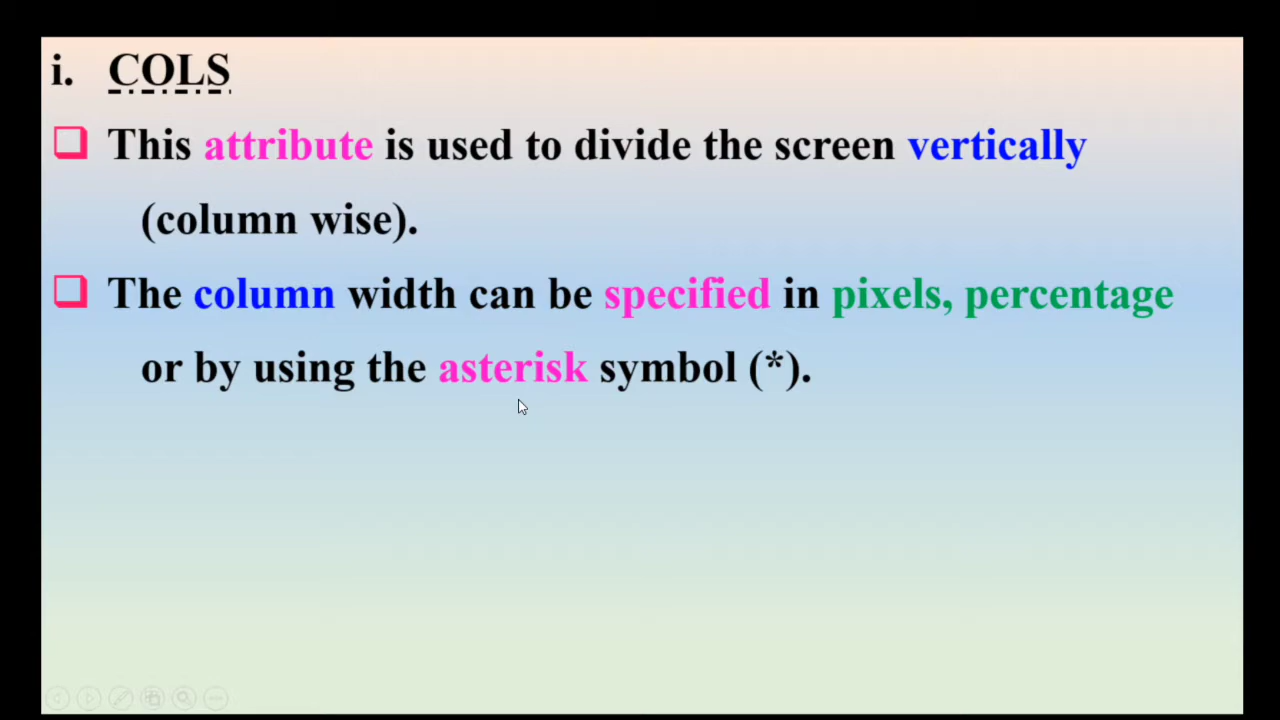 i. COLS
This attribute is used to divide the screen vertically
(column wise).
The column width can be specified in pixels, percentage
or by using the asterisk symbol (*).